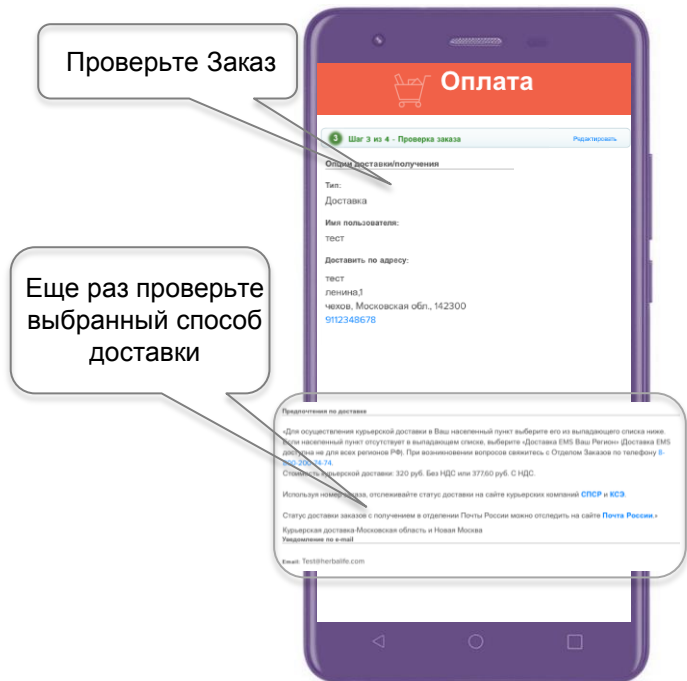 Проверьте Заказ
Оплата
3 Шаг 3 из 4 - Проверка заказа Редактировать
Опции доставки/получения
Тип:
Доставка
Имя пользователя:
тест
Доставить по адресу:
тест
ленина,1
чехов, Московская обл., 142300
9112348678
Еще раз проверьте
выбранный способ
доставки
Предпочтения по доставке
«Для осуществления курьерской доставки в Ваш населенный пункт выберите его из выпадающего списка ниже.
Если населенный пункт отсутствует в выпадающем списке, выберите «Доставка EMS Ваш Регион» (Доставка EMS
доступна не для всех регионов РФ). При возникновении вопросов свяжитесь с Отделом Заказов по телефону 8-
800-200-74-74.
Стоимость курьерской доставки: 320 руб. Без НДС или 377,60 руб. С НДС.
Используя номер заказа, отслеживайте статус доставки на сайте курьерских компаний СПСР и КСЭ.
Статус доставки заказов с получением в отделении Почты России можно отследить на сайте Почта России.»
Курьерская доставка-Московская область и Новая Москва
Уведомление по e-mail
Email: Test@herbalife.com